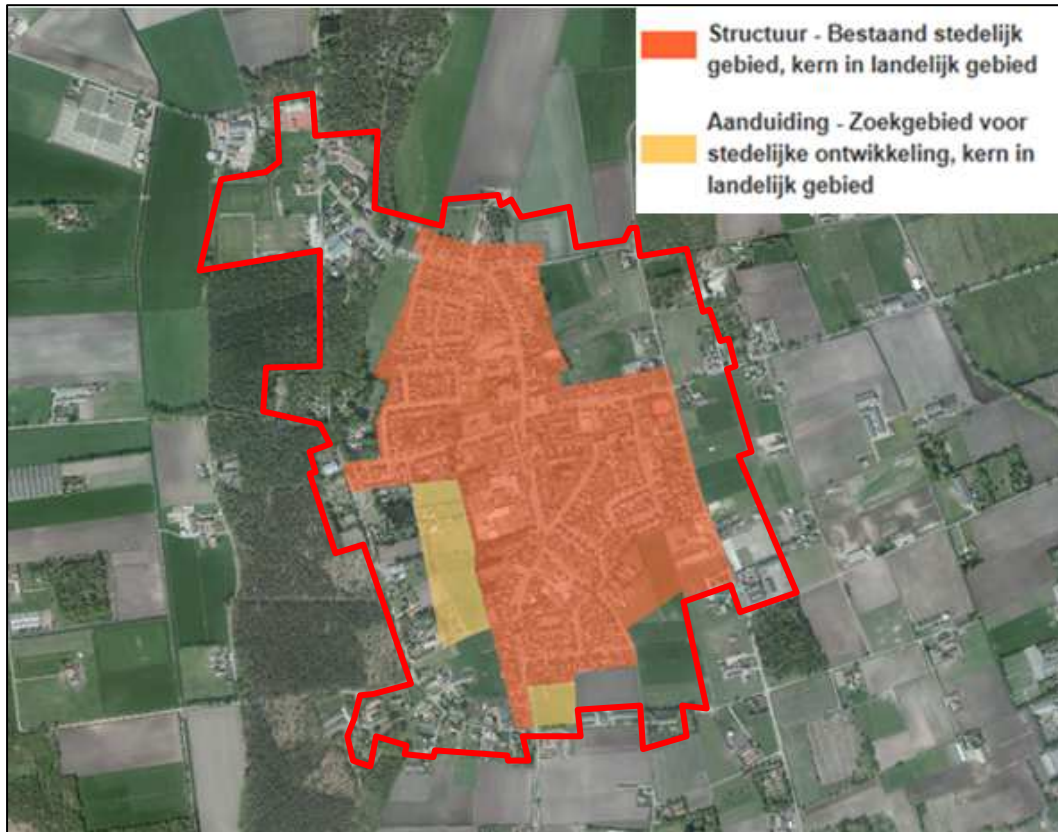 Structuur - Bestaand stedelijk
gebied, kern in landelijk gebied
Aanduiding - Zoekgebied voor
stedelijke ontwikkeling, kern in
landelijk gebied